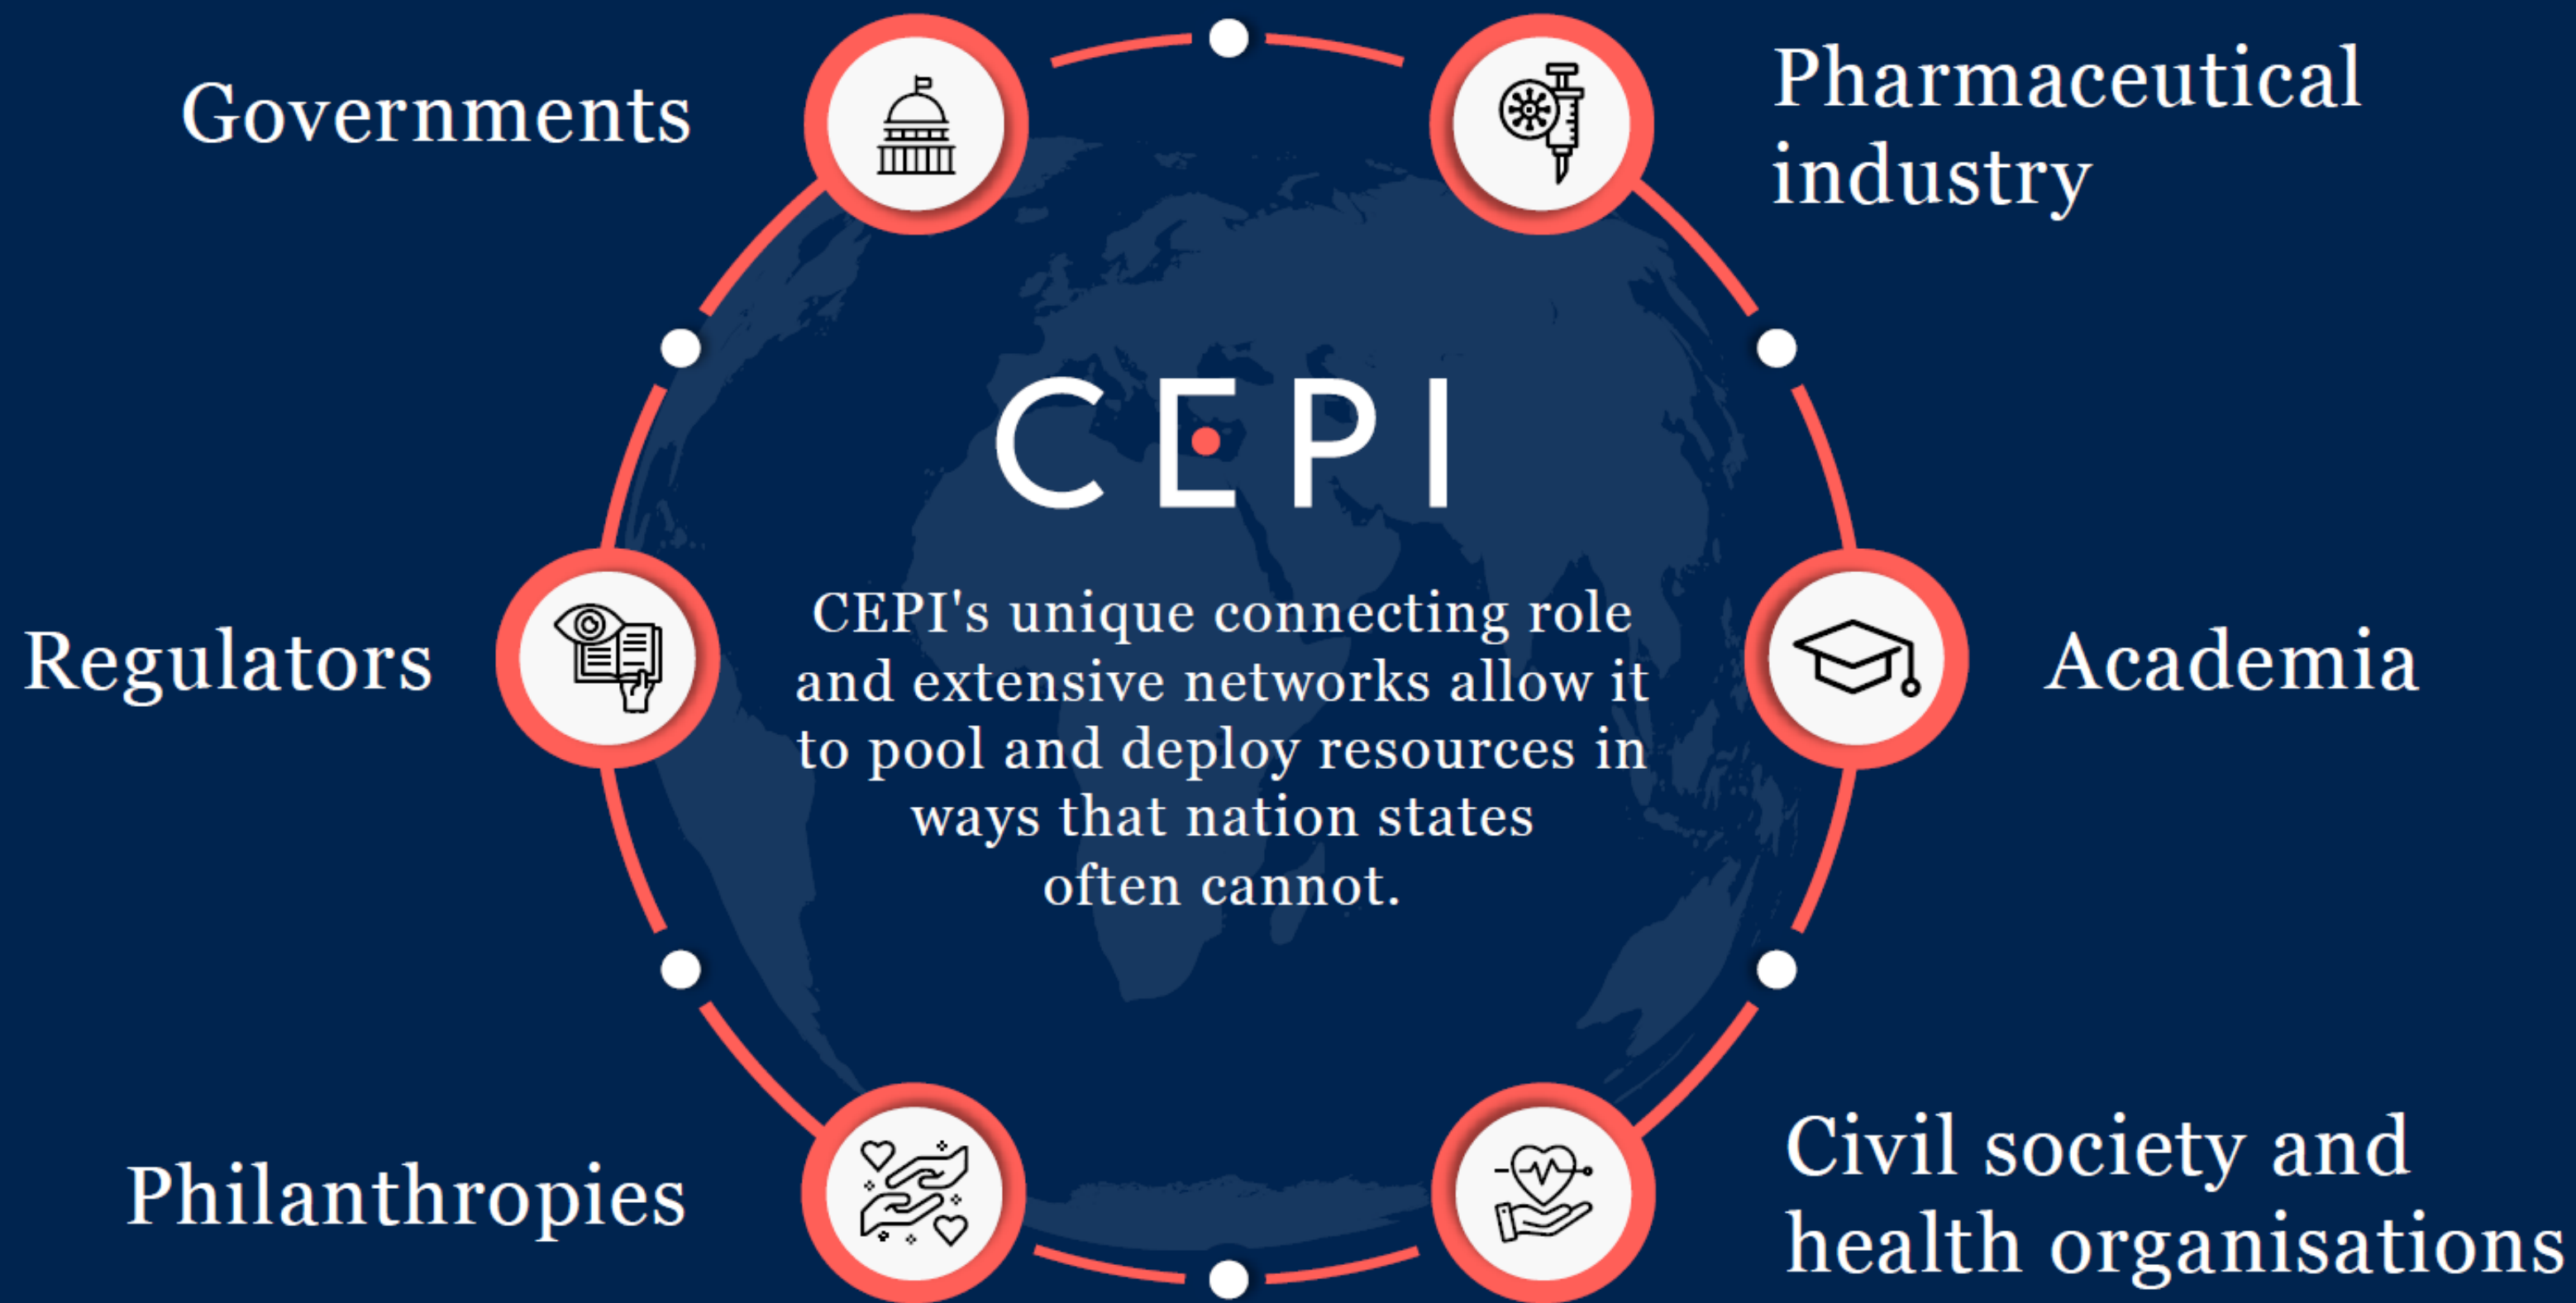 Governments
Pharmaceutical
industry
CEPI
CEPI's unique connecting role
and extensive networks allow it
to pool and deploy resources in
ways that nation states
often cannot.
Regulators
Academia
Philanthropies
Civil society and
health organisations